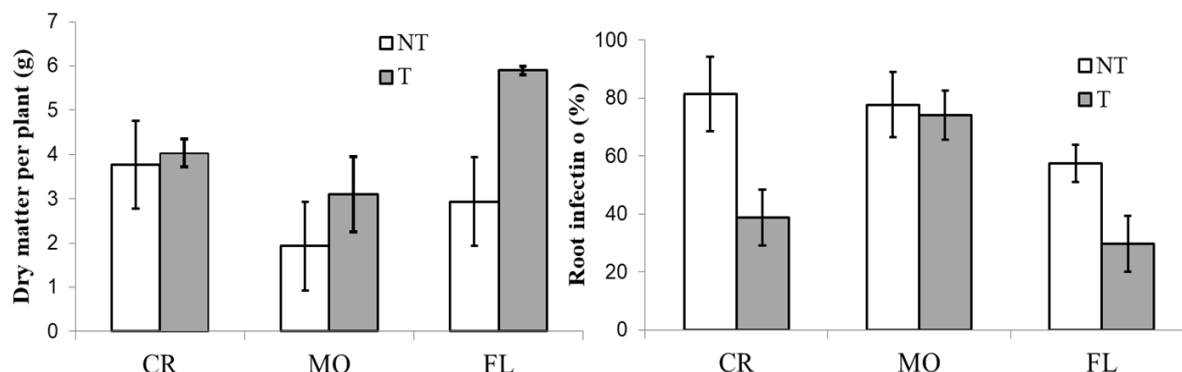 Dry matter per plant (g)
7
6
5
4
3
2
1
0
NT
T
CR MO FL
Root infectin o (%)
100
80
60
40
20
0
NT
T
CR MO FL